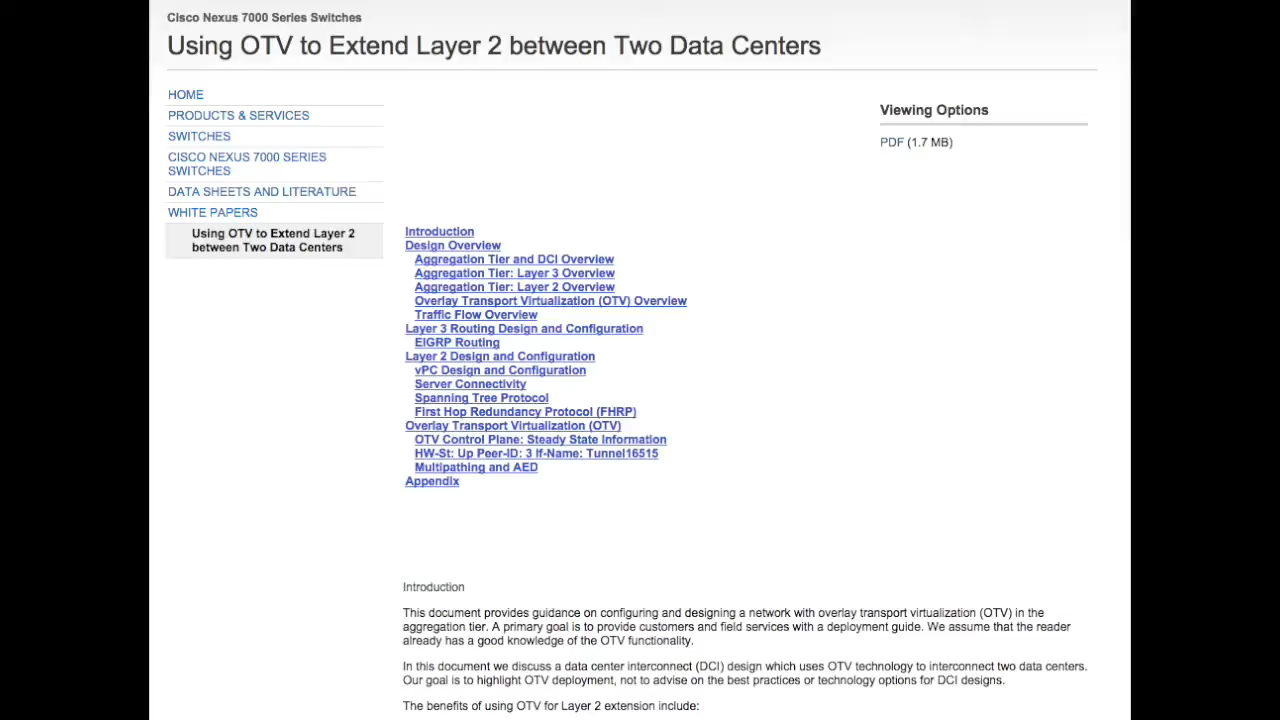 Cisco Nexus 7000 Series Switches
Using OTV to Extend Layer 2 between Two Data Centers
HOME
PRODUCTS & SERVICES
SWITCHES
CISCO NEXUS 7000 SERIES
SWITCHES
DATA SHEETS AND LITERATURE
WHITE PAPERS
Using OTV to Extend Layer 2
between Two Data Centers
Viewing Options
PDF (1.7 MB)
Introduction
Design Overview
Aggregation Tier and DCI Overview
Aggregation Tier: Layer 3 Overview
Aggregation Tier: Layer 2 Overview
Overlay Transport Virtualization (OTV) Overview
Traffic Flow Overview
Layer 3 Routing Design and Configuration
EIGRP Routing
Layer 2 Design and Configuration
vPC Design and Configuration
Server Connectivity
Spanning Tree Protocol
First Hop Redundancy Protocol (FHRP)
Overlay Transport Virtualization (OTV)
OTV Control Plane: Steady State Information
HW-St: Up Peer-ID: 3 If-Name: Tunnel16515
Multipathing and AED
Appendix
Introduction
This document provides guidance on configuring and designing a network with overlay transport virtualization (OTV) in the
aggregation tier. A primary goal is to provide customers and field services with a deployment guide. We assume that the reader
already has a good knowledge of the OTV functionality.
In this document we discuss a data center interconnect (DCI) design which uses OTV technology to interconnect two data centers.
Our goal is to highlight OTV deployment, not to advise on the best practices or technology options for DCI designs.
The benefits of using OTV for Layer 2 extension include: